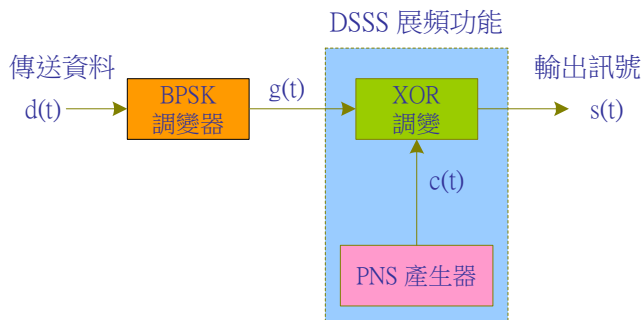 DSSS 展頻功能
傳送資料
d(t)
BPSK
調變器
g(t)
XOR
調變
輸出訊號
s(t)
c(t)
PNS 產生器